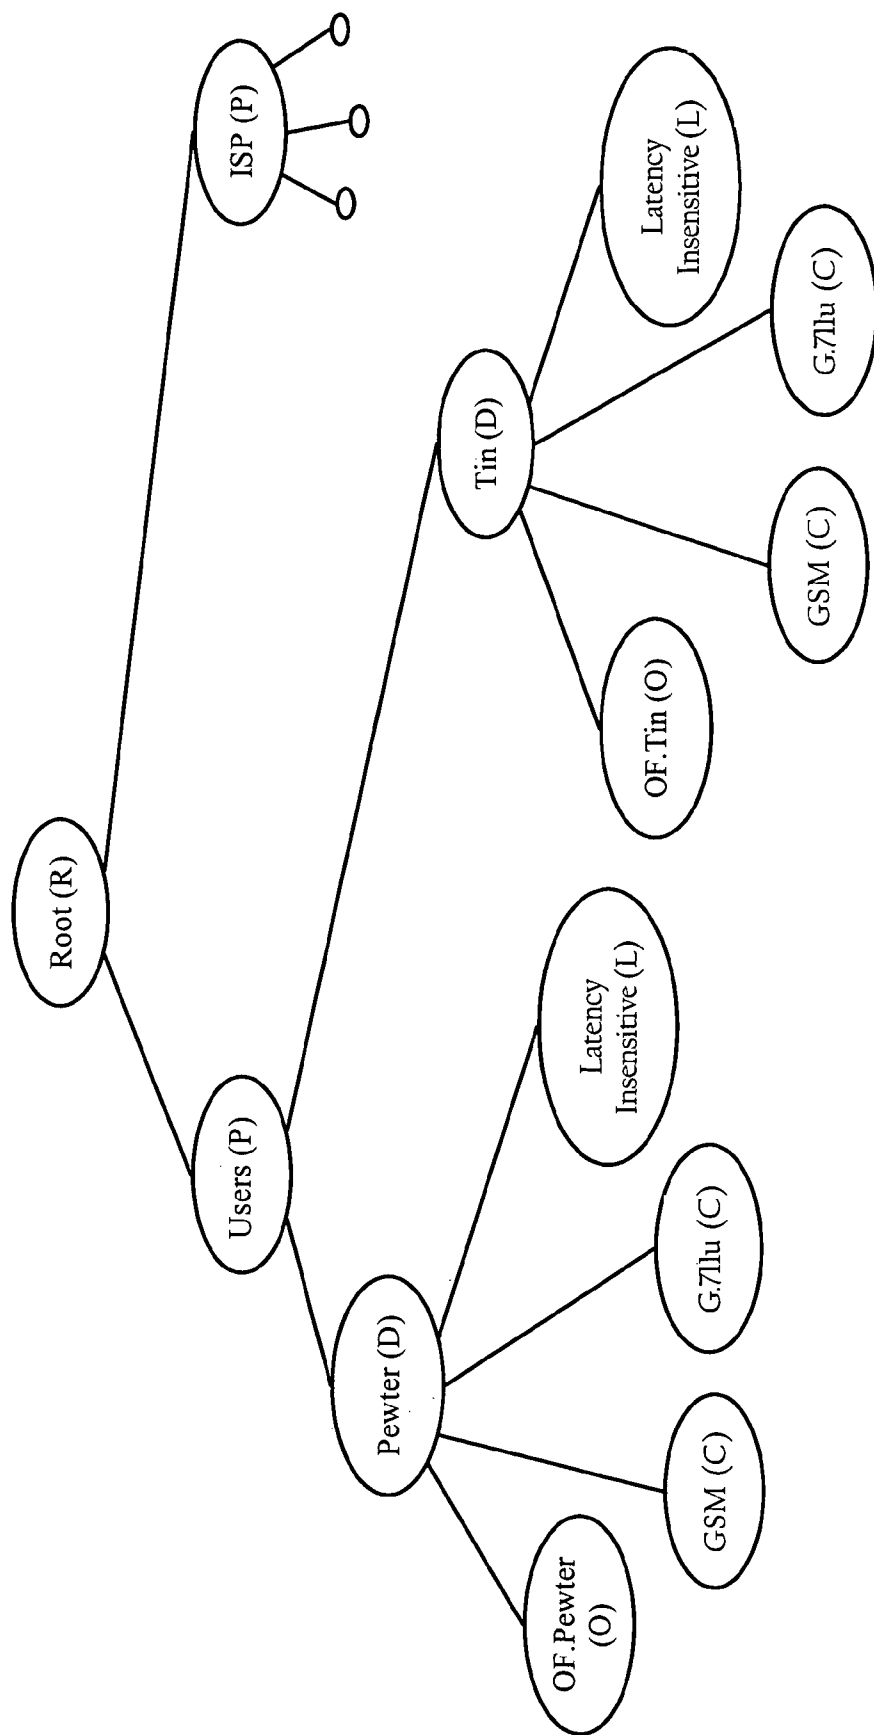 Root (R)
Users (P)
ISP (P)
Pewter (D)
Tin (D)
OF.Pewter
(O)
GSM (C)
G.711u (C)
Latency
Insensitive (L)
OF.Tin (O)
GSM (C)
G.711u (C)
Latency
Insensitive (L)